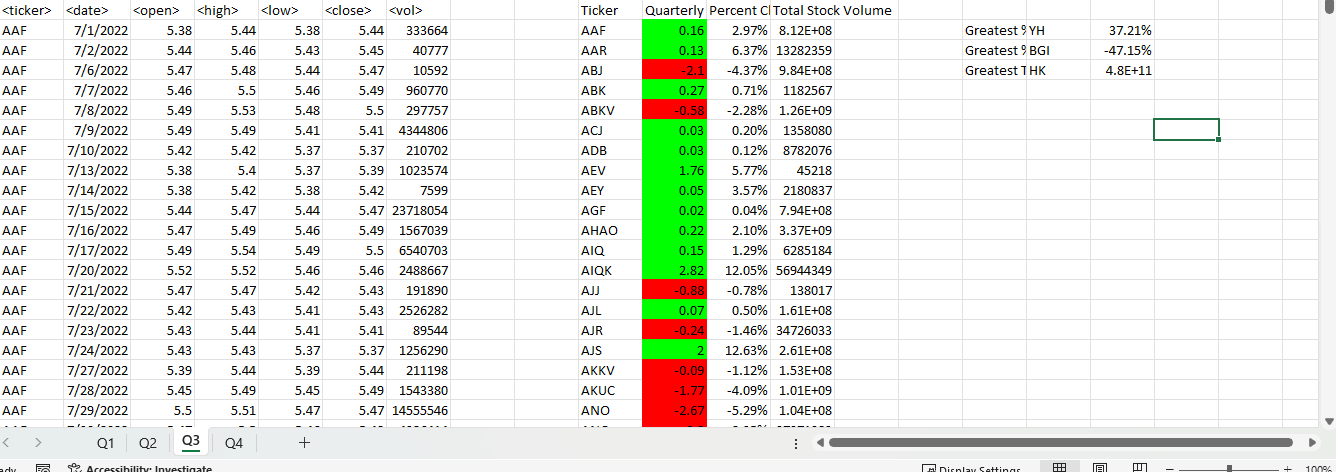 <ticker> <date> <open> <high> <low> <close> <vol> Ticker Quarterly Percent Cl Total Stock Volume
AAF 7/1/2022 5.38 5.44 5.38 5.44 333664 AAF 0.16 2.97% 8.12E+08 Greatest % YH 37.21%
AAF 7/2/2022 5.44 5.46 5.43 5.45 40777 AAR 0.13 6.37% 13282359 Greatest % BGI -47.15%
AAF 7/6/2022 5.47 5.48 5.44 5.47 10592 ABJ -2.1 -4.37% 9.84E+08 Greatest T HK 4.8E+11
AAF 7/7/2022 5.46 5.5 5.46 5.49 960770 ABK 0.27 0.71% 1182567
AAF 7/8/2022 5.49 5.53 5.48 5.5 297757 ABKV -0.58 -2.28% 1.26E+09
AAF 7/9/2022 5.49 5.49 5.41 5.41 4344806 ACJ 0.03 0.20% 1358080
AAF 7/10/2022 5.42 5.42 5.37 5.37 210702 ADB 0.03 0.12% 8782076
AAF 7/13/2022 5.38 5.4 5.37 5.39 1023574 AEV 1.76 5.77% 45218
AAF 7/14/2022 5.38 5.42 5.38 5.42 7599 AEY 0.05 3.57% 2180837
AAF 7/15/2022 5.44 5.47 5.44 5.47 23718054 AGF 0.02 0.04% 7.94E+08
AAF 7/16/2022 5.47 5.49 5.46 5.49 1567039 AHAO 0.22 2.10% 3.37E+09
AAF 7/17/2022 5.49 5.54 5.49 5.5 6540703 AIQ 0.15 1.29% 6285184
AAF 7/20/2022 5.52 5.52 5.46 5.46 2488667 AIQK 2.82 12.05% 56944349
AAF 7/21/2022 5.47 5.47 5.42 5.43 191890 AJJ -0.88 -0.78% 138017
AAF 7/22/2022 5.42 5.43 5.41 5.43 2526282 AJL 0.07 0.50% 1.61E+08
AAF 7/23/2022 5.43 5.44 5.41 5.41 89544 AJR -0.24 -1.46% 34726033
AAF 7/24/2022 5.43 5.43 5.37 5.37 1256290 AJS 2 12.63% 2.61E+08
AAF 7/27/2022 5.39 5.44 5.39 5.44 211198 AKKV -0.09 -1.12% 1.53E+08
AAF 7/28/2022 5.45 5.49 5.45 5.49 1543380 AKUC -1.77 -4.09% 1.01E+09
AAF 7/29/2022 5.5 5.51 5.47 5.47 14555546 ANO -2.67 -5.29% 1.04E+08
Q1 Q2 Q3 Q4
Accessibility: Investigate Display Settings 100%